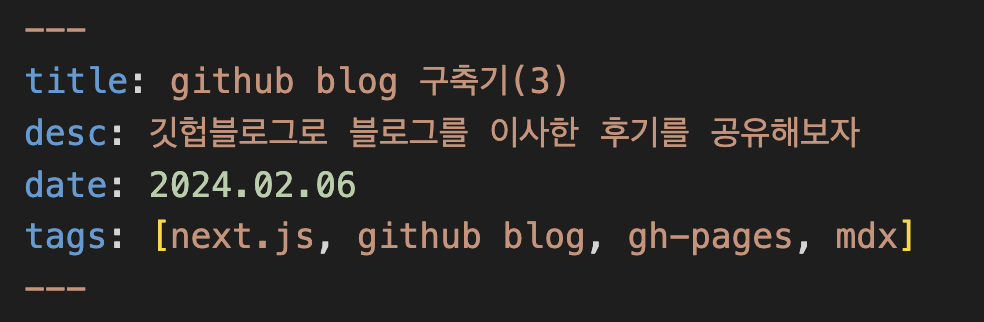 ---
title: github blog 구축기(3)
desc: 깃헙블로그로 블로그를 이사한 후기를 공유해보자
date: 2024.02.06
tags: [next.js, github blog, gh-pages, mdx]
---